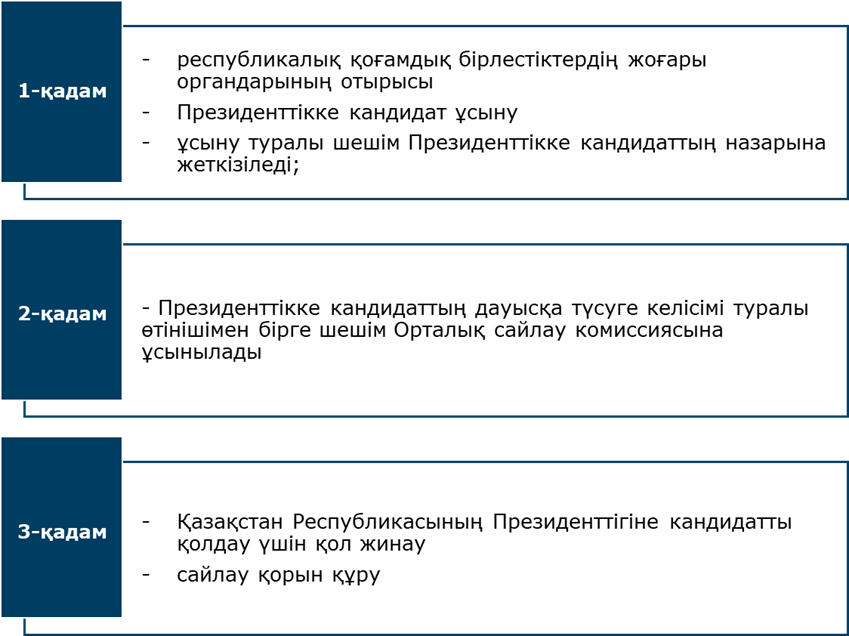 1-қадам
- республикалық қоғамдық бірлестіктердің жоғары
органдарының отырысы
- Президенттікке кандидат ұсыну
- ұсыну туралы шешім Президенттікке кандидаттың назарына
жеткізіледі;
2-қадам
- Президенттікке кандидаттың дауысқа түсуге келісімі туралы
өтінішімен бірге шешім Орталық сайлау комиссиясына
ұсынылады
3-қадам
- Қазақстан Республикасының Президенттігіне кандидатты
қолдау үшін қол жинау
- сайлау қорын құру